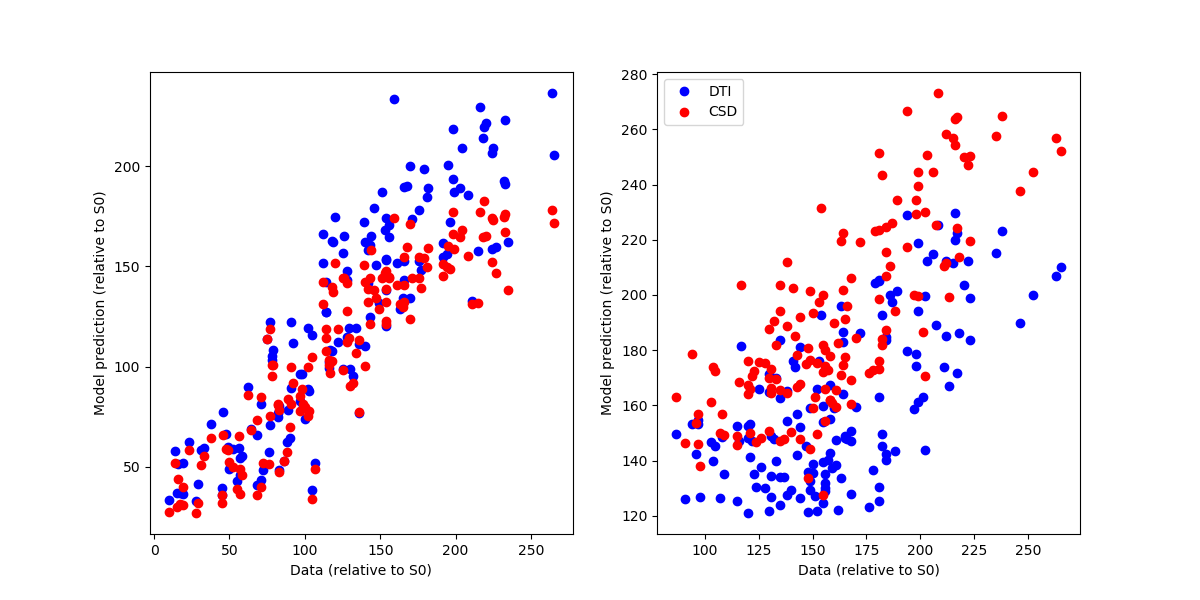 Model prediction (relative to S0)
200
150
100
50
0 50 100 150 200 250
Data (relative to S0)
Model prediction (relative to S0)
280
260
240
220
200
180
160
140
120
DTI
CSD
100 125 150 175 200 225 250
Data (relative to S0)